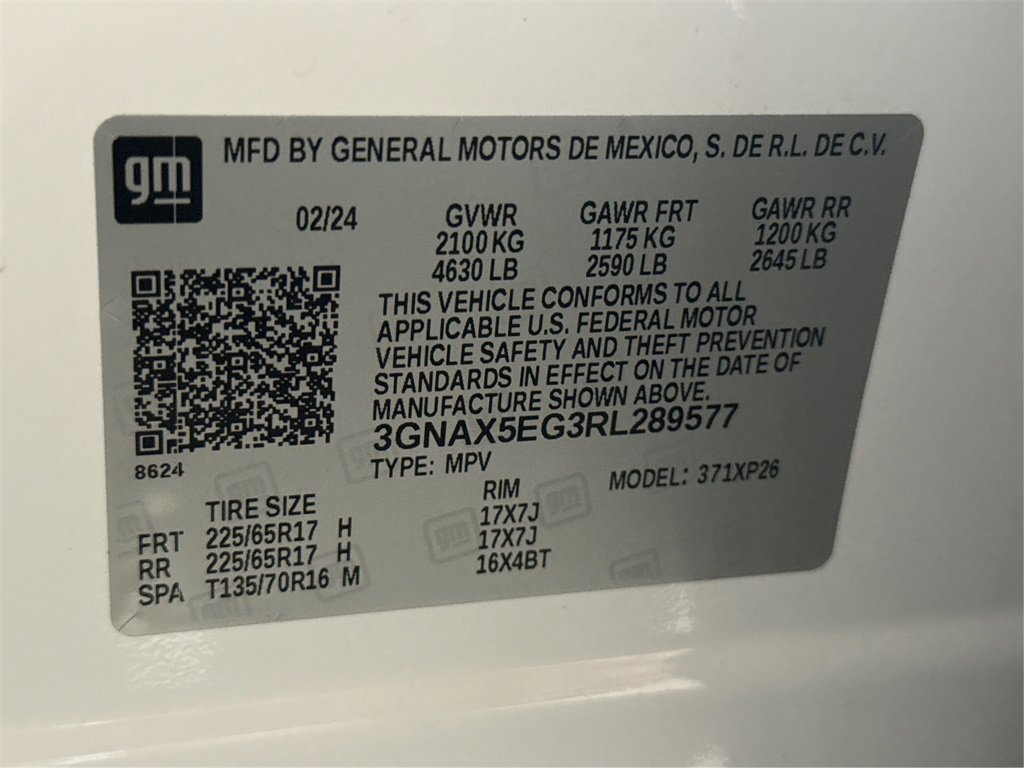 gm
MFD BY GENERAL MOTORS DE MEXICO, S. DE R.L. DE C.V.
02/24 GVWR GAWR FRT GAWR RR
2100 KG 1175 KG 1200 KG
4630 LB 2590 LB 2645 LB
THIS VEHICLE CONFORMS TO ALL
APPLICABLE U.S. FEDERAL MOTOR
VEHICLE SAFETY AND THEFT PREVENTION
STANDARDS IN EFFECT ON THE DATE OF
MANUFACTURE SHOWN ABOVE.
3GNAX5EG3RL289577
8624
TYPE: MPV MODEL: 371XP26
TIRE SIZE RIM
FRT 225/65R17 H 17X7J
RR 225/65R17 H 17X7J
SPA T135/70R16 M 16X4BT